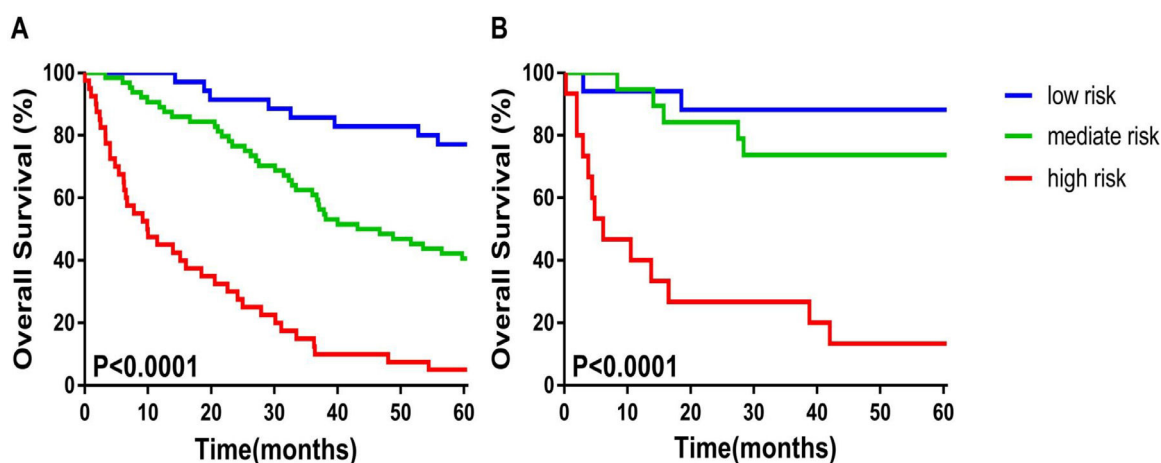 A
Overall Survival (%)
100
80
60
40
20
0
P<0.0001
0 10 20 30 40 50 60
Time(months)
B
Overall Survival (%)
100
80
60
40
20
0
P<0.0001
0 10 20 30 40 50 60
Time(months)
low risk
mediate risk
high risk